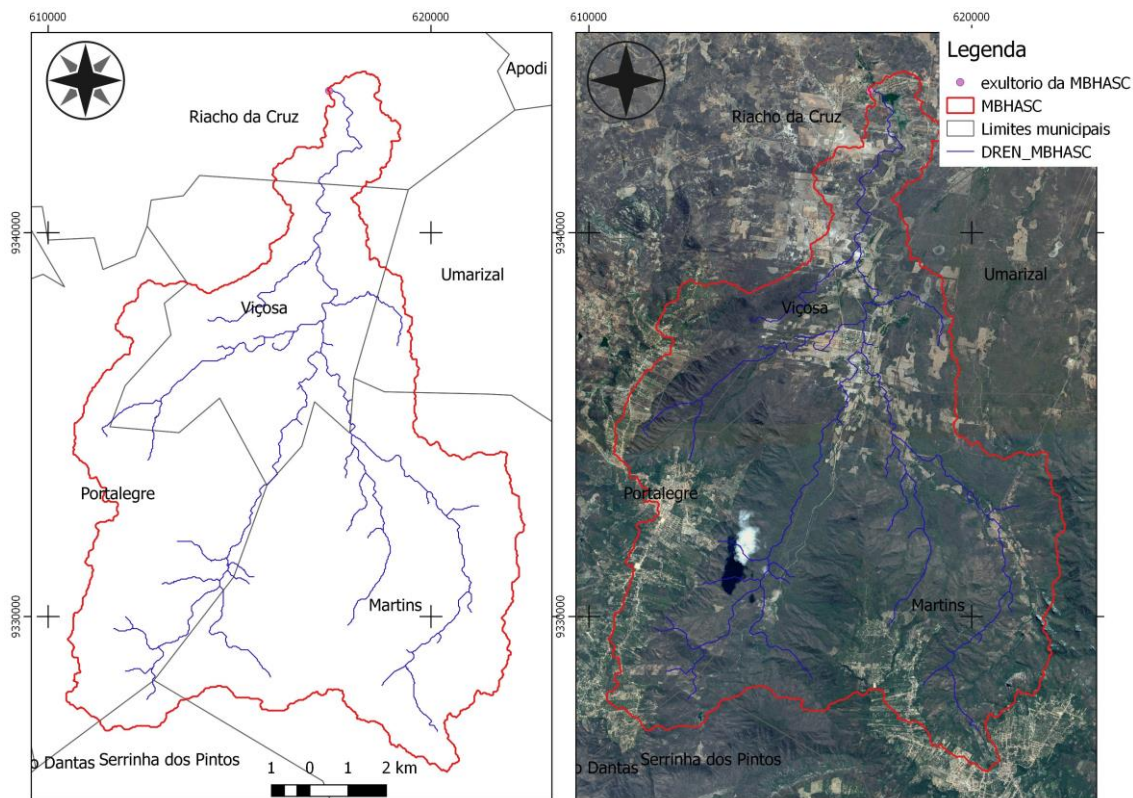 610000
620000
610000
620000
Apodi
Riacho da Cruz
9340000
Umarizal
Viçosa
Portalegre
9330000
Martins
o Dantas
Serrinha dos Pintos
1 0 1 2 km
Legenda
exultorio da MBHASC
MBHASC
Limites municipais
DREN_MBHASC
Riacho da Cruz
9340000
Umarizal
Viçosa
Portalegre
9330000
Martins
o Dantas
Serrinha dos Pintos